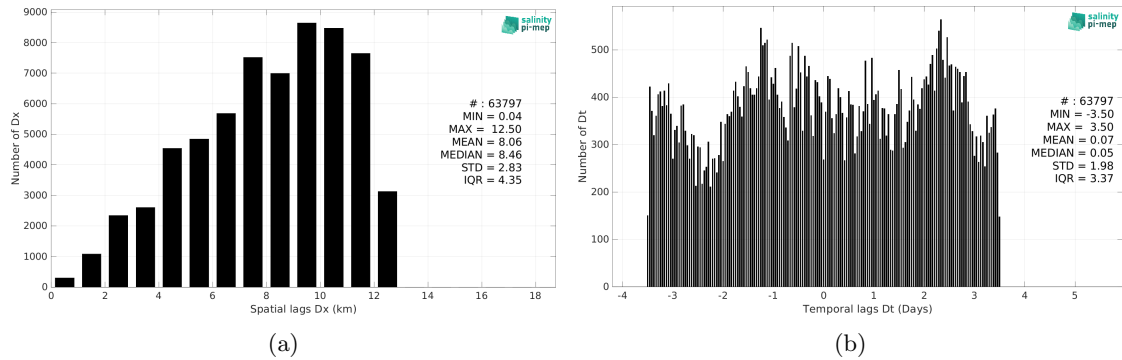 9000
8000
7000
6000
5000
4000
3000
2000
1000
0
Number of Dx
salinity
pi-mep
# : 63797
MIN = 0.04
MAX = 12.50
MEAN = 8.06
MEDIAN = 8.46
STD = 2.83
IQR = 4.35
0 2 4 6 8 10 12 14 16 18
Spatial lags Dx (km)
(a)
500
400
300
200
100
0
Number of Dt
salinity
pi-mep
# : 63797
MIN = -3.50
MAX = 3.50
MEAN = 0.07
MEDIAN = 0.05
STD = 1.98
IQR = 3.37
-4 -3 -2 -1 0 1 2 3 4 5
Temporal lags Dt (Days)
(b)